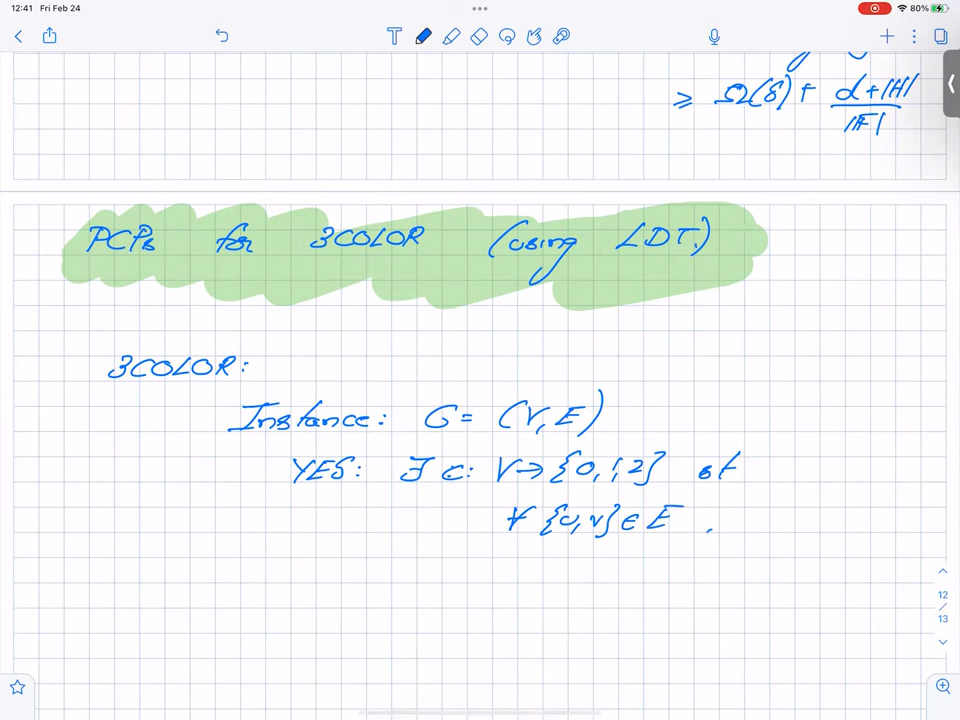 12:41 Fri Feb 24
80%
≥ Ω(δ) + d+|H| / |F|
PCPs for 3COLOR (using LDT.)
3COLOR:
Instance: G = (V, E)
YES: ∃ c: V → {0, 1, 2} st
∀ {u, v} ∈ E ,
12
/
13